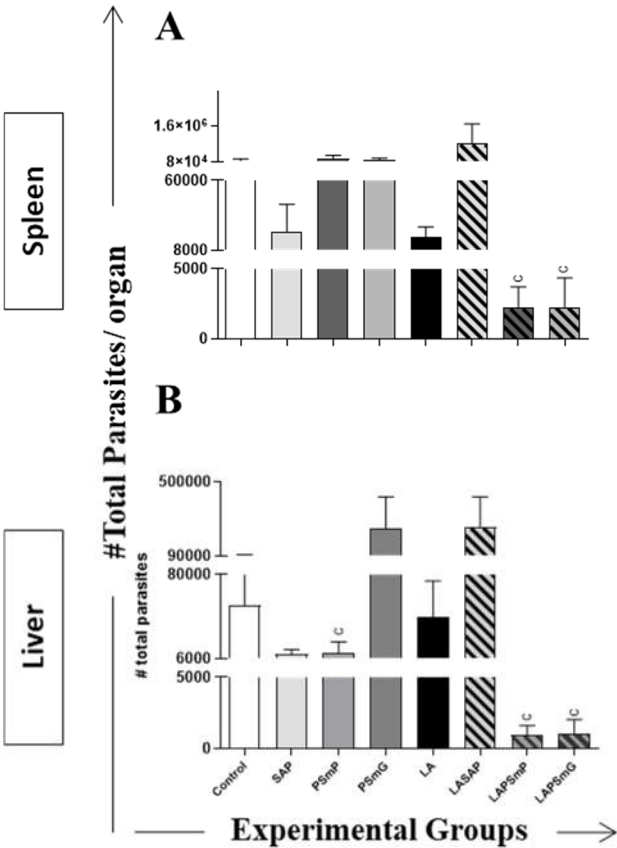 A
Spleen
1.6×10⁶
8×10⁴
60000
8000
5000
0
C
C
#Total Parasites/ organ
B
Liver
# total parasites
500000
90000
80000
6000
5000
0
C
C
C
Control
SAP
PSmP
PSmG
LA
LASAP
LAPSmP
LAPSmG
Experimental Groups